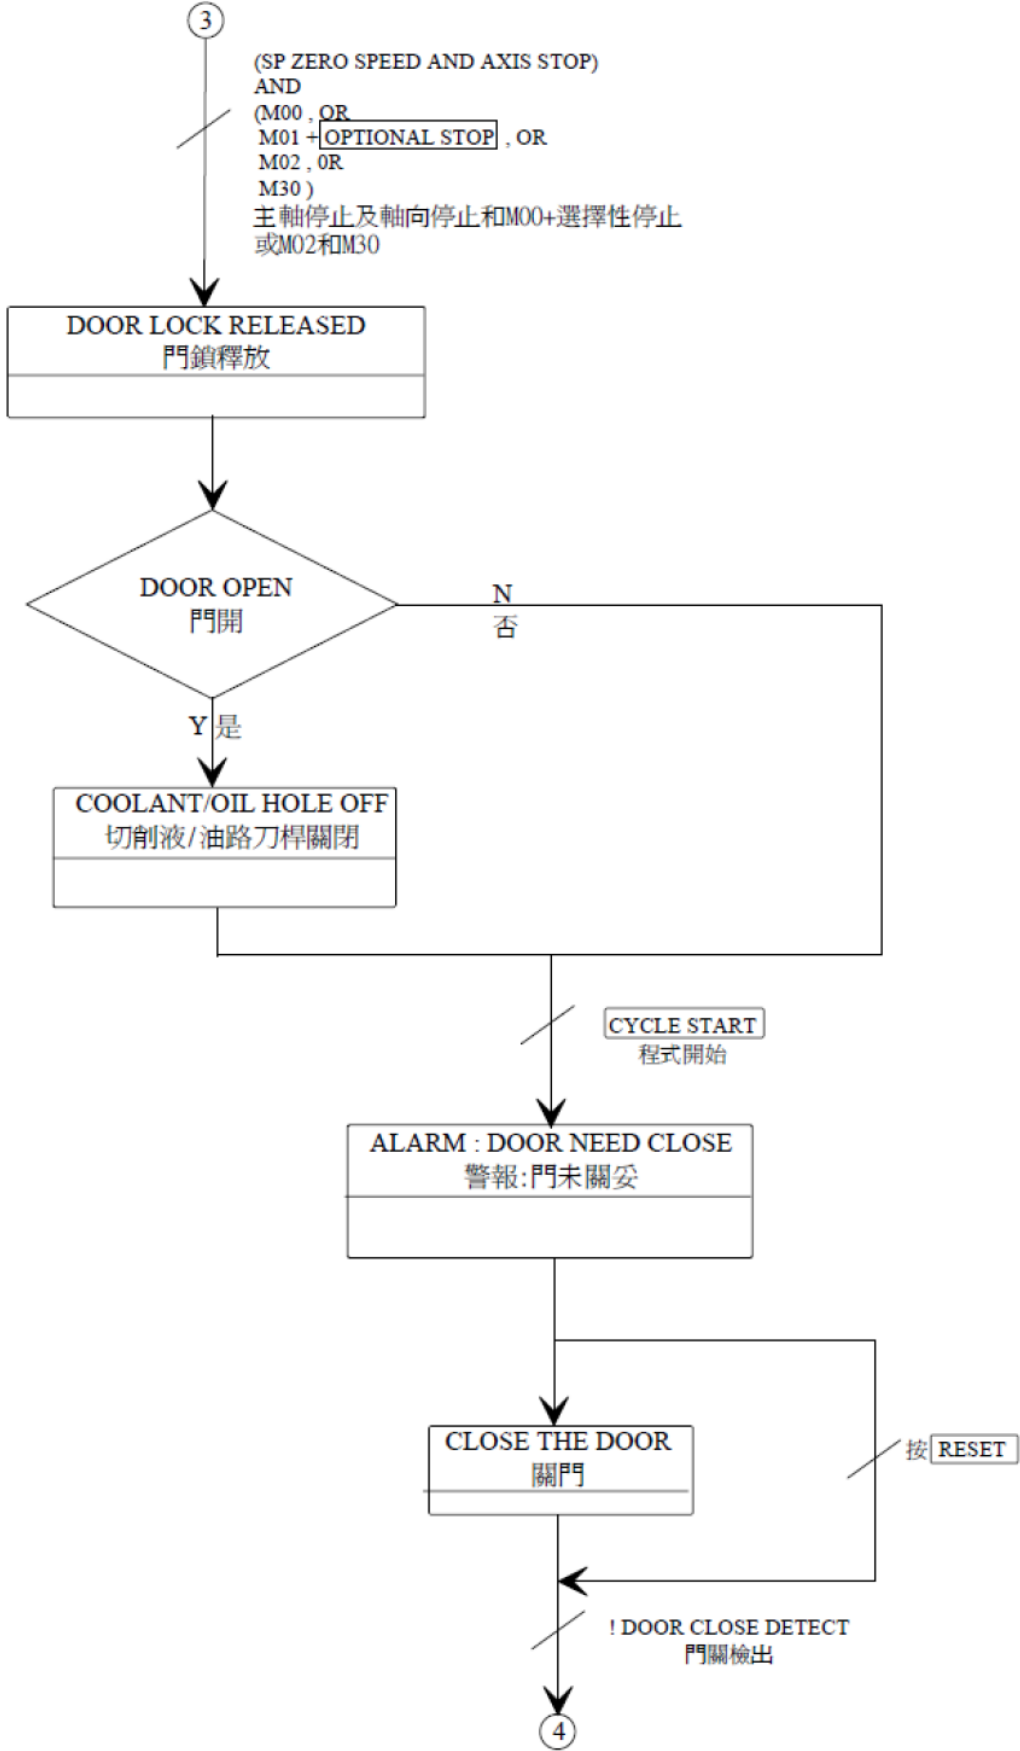 3
(SP ZERO SPEED AND AXIS STOP)
AND
(M00 , OR
M01 + OPTIONAL STOP , OR
M02 , 0R
M30 )
主軸停止及軸向停止和M00+選擇性停止
或M02和M30
DOOR LOCK RELEASED
門鎖釋放
DOOR OPEN
門開
N
否
Y 是
COOLANT/OIL HOLE OFF
切削液/油路刀桿關閉
CYCLE START
程式開始
ALARM : DOOR NEED CLOSE
警報:門未關妥
CLOSE THE DOOR
關門
按 RESET
! DOOR CLOSE DETECT
門關檢出
4